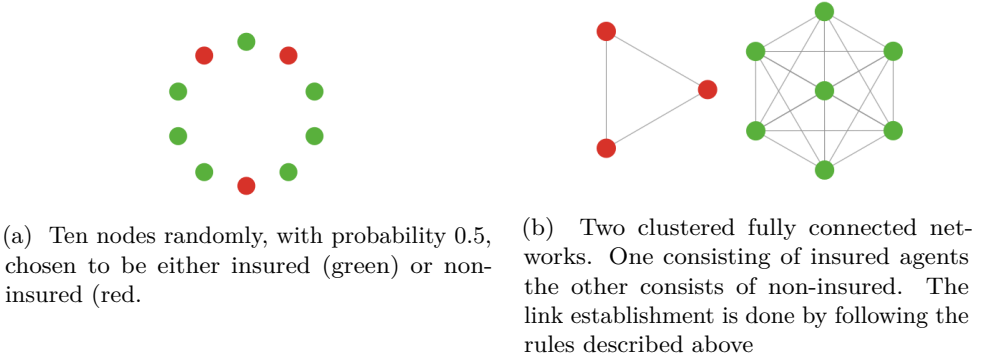 (a) Ten nodes randomly, with probability 0.5,
chosen to be either insured (green) or non-
insured (red.
(b) Two clustered fully connected net-
works. One consisting of insured agents
the other consists of non-insured. The
link establishment is done by following the
rules described above